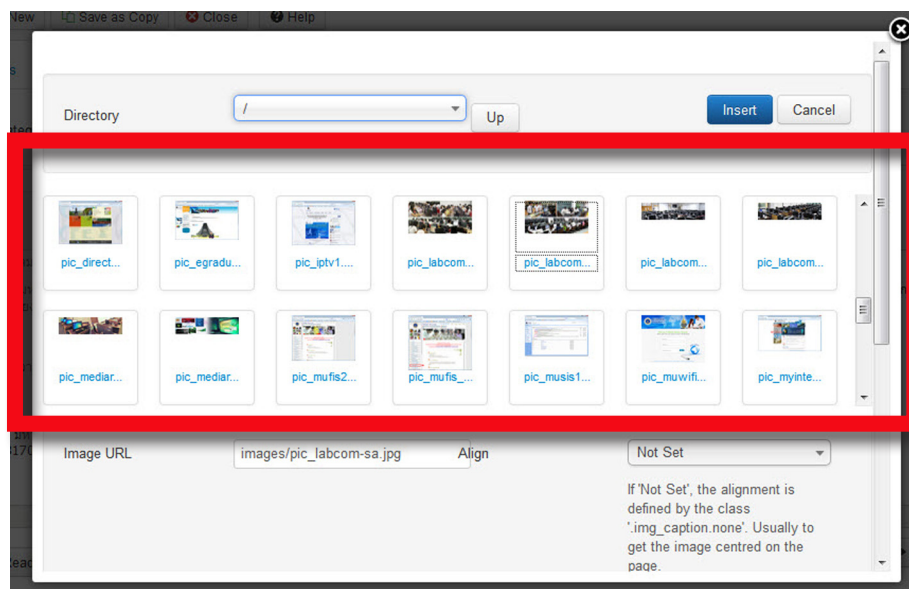 New Save as Copy Close Help
Directory / Up Insert Cancel
pic_direct... pic_egradu... pic_iptv1.... pic_labcom... pic_labcom... pic_labcom... pic_labcom...
pic_mediar... pic_mediar... pic_mufis2... pic_mufis_... pic_musis1... pic_muwifi... pic_myinte...
Image URL images/pic_labcom-sa.jpg Align Not Set
If 'Not Set', the alignment is
defined by the class
'.img_caption.none'. Usually to
get the image centred on the
page.